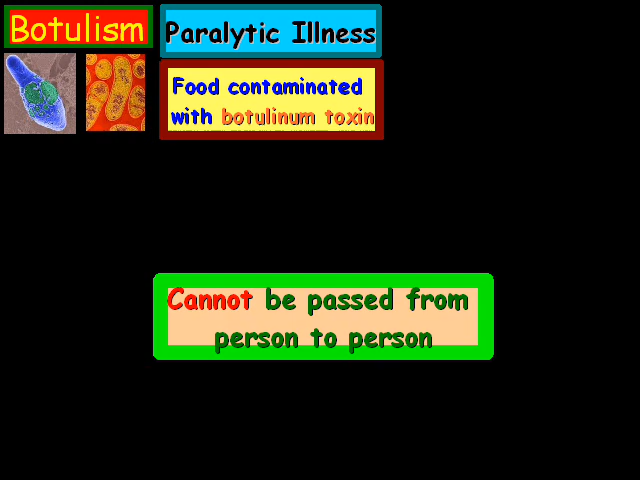 Botulism
Paralytic Illness
Food contaminated
with botulinum toxin
Cannot be passed from
person to person